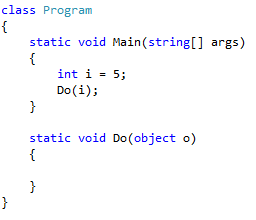 class Program
{
    static void Main(string[] args)
    {
        int i = 5;
        Do(i);
    }

    static void Do(object o)
    {

    }
}